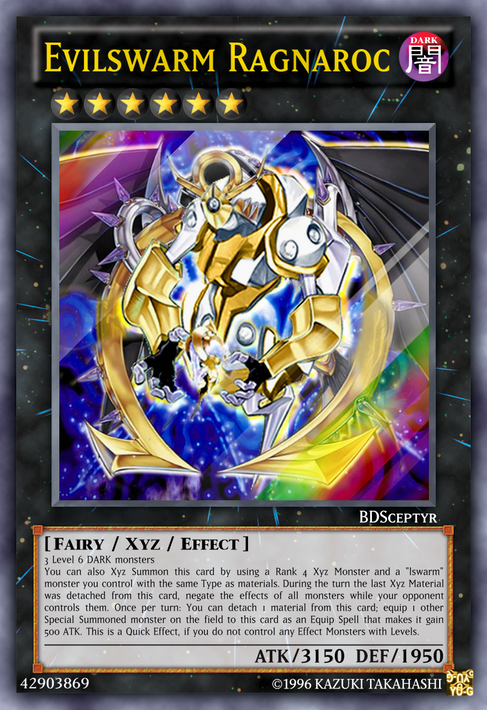 Evilswarm Ragnaroc
DARK
闇
BDSceptyr
[ Fairy / Xyz / Effect ]
3 Level 6 DARK monsters
You can also Xyz Summon this card by using a Rank 4 Xyz Monster and a "lswarm"
monster you control with the same Type as materials. During the turn the last Xyz Material
was detached from this card, negate the effects of all monsters while your opponent
controls them. Once per turn: You can detach 1 material from this card; equip 1 other
Special Summoned monster on the field to this card as an Equip Spell that makes it gain
500 ATK. This is a Quick Effect, if you do not control any Effect Monsters with Levels.
ATK/3150 DEF/1950
42903869
©1996 KAZUKI TAKAHASHI